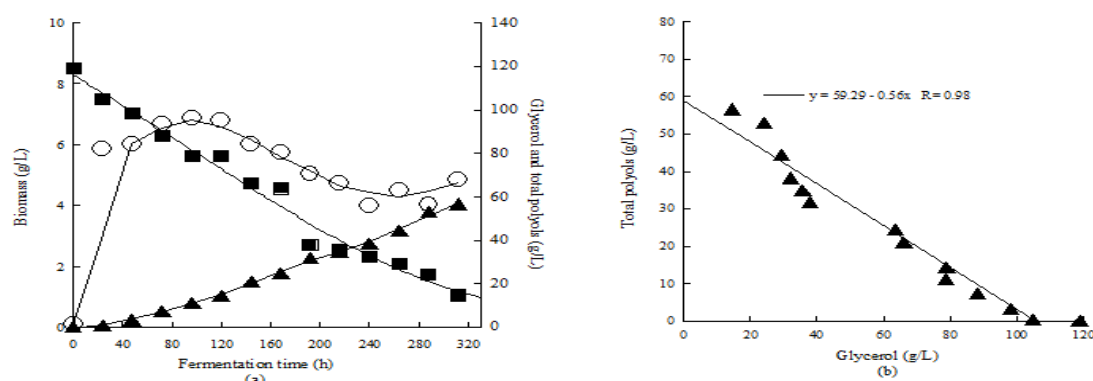 10
8
6
4
2
0
Biomass (g/L)
140
120
100
80
60
40
20
0
Glycerol and total polyols (g/L)
0 40 80 120 160 200 240 280 320
Fermentation time (h)
(a)
80
70
60
50
40
30
20
10
0
Total polyols (g/L)
y = 59.29 - 0.56x R= 0.98
0 20 40 60 80 100 120
Glycerol (g/L)
(b)